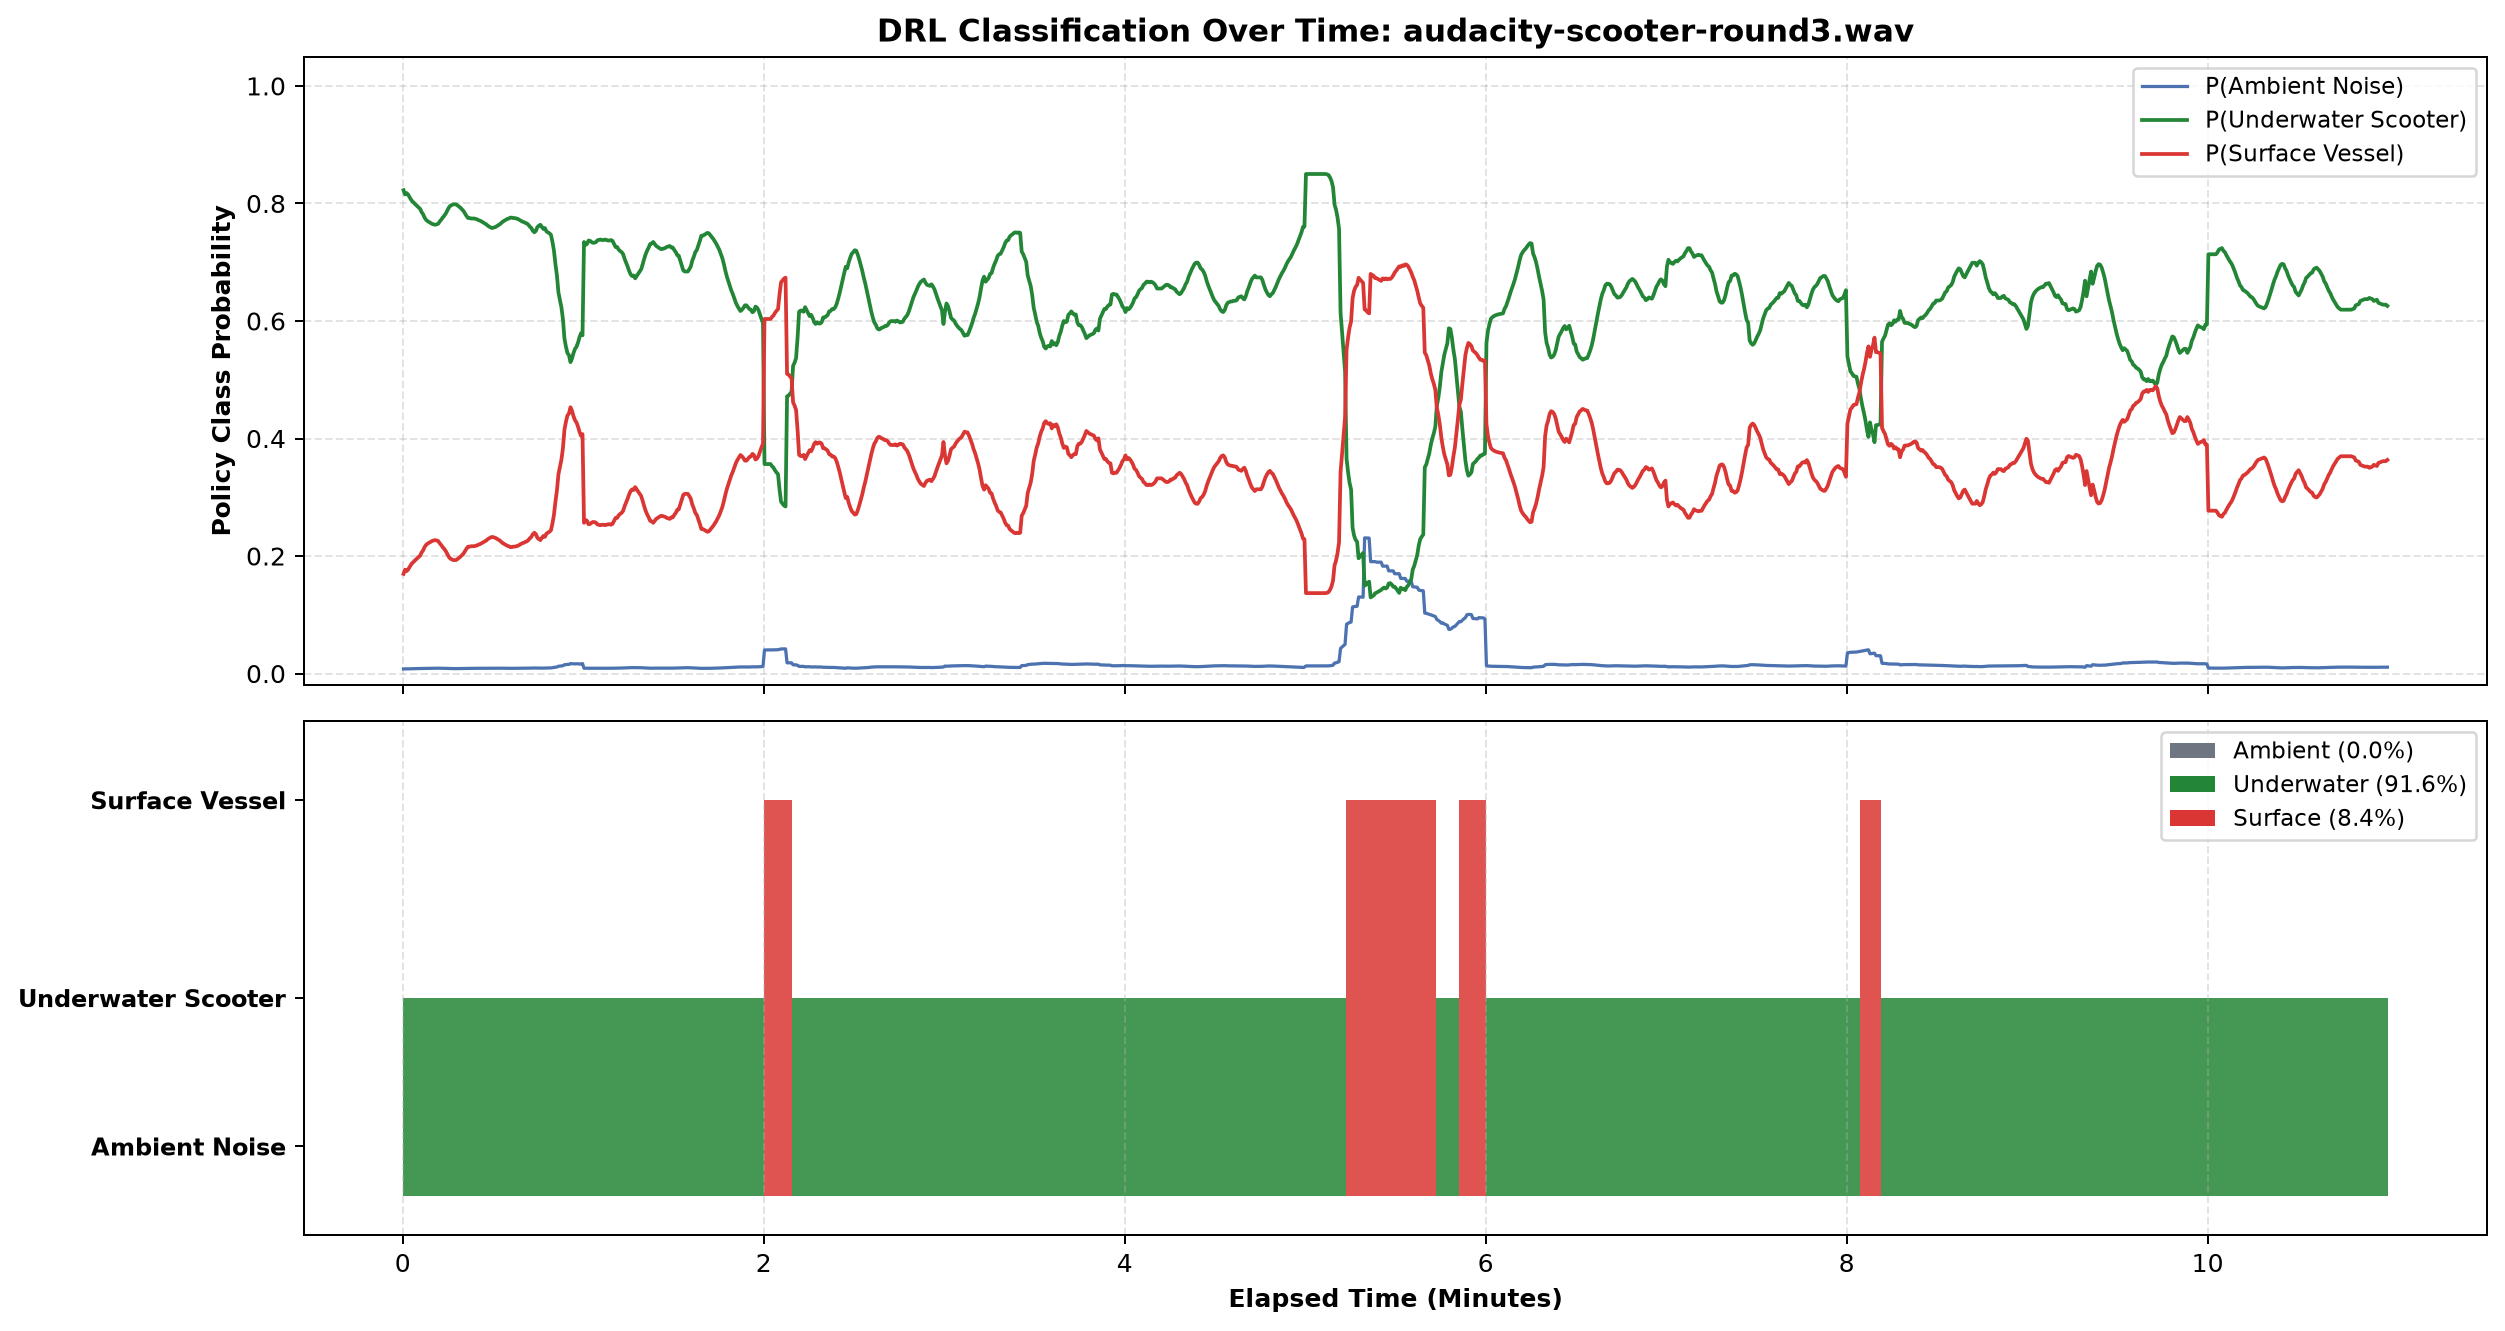 DRL Classification Over Time: audacity-scooter-round3.wav
Policy Class Probability
1.0
0.8
0.6
0.4
0.2
0.0
P(Ambient Noise)
P(Underwater Scooter)
P(Surface Vessel)
Surface Vessel
Underwater Scooter
Ambient Noise
Ambient (0.0%)
Underwater (91.6%)
Surface (8.4%)
0 2 4 6 8 10
Elapsed Time (Minutes)